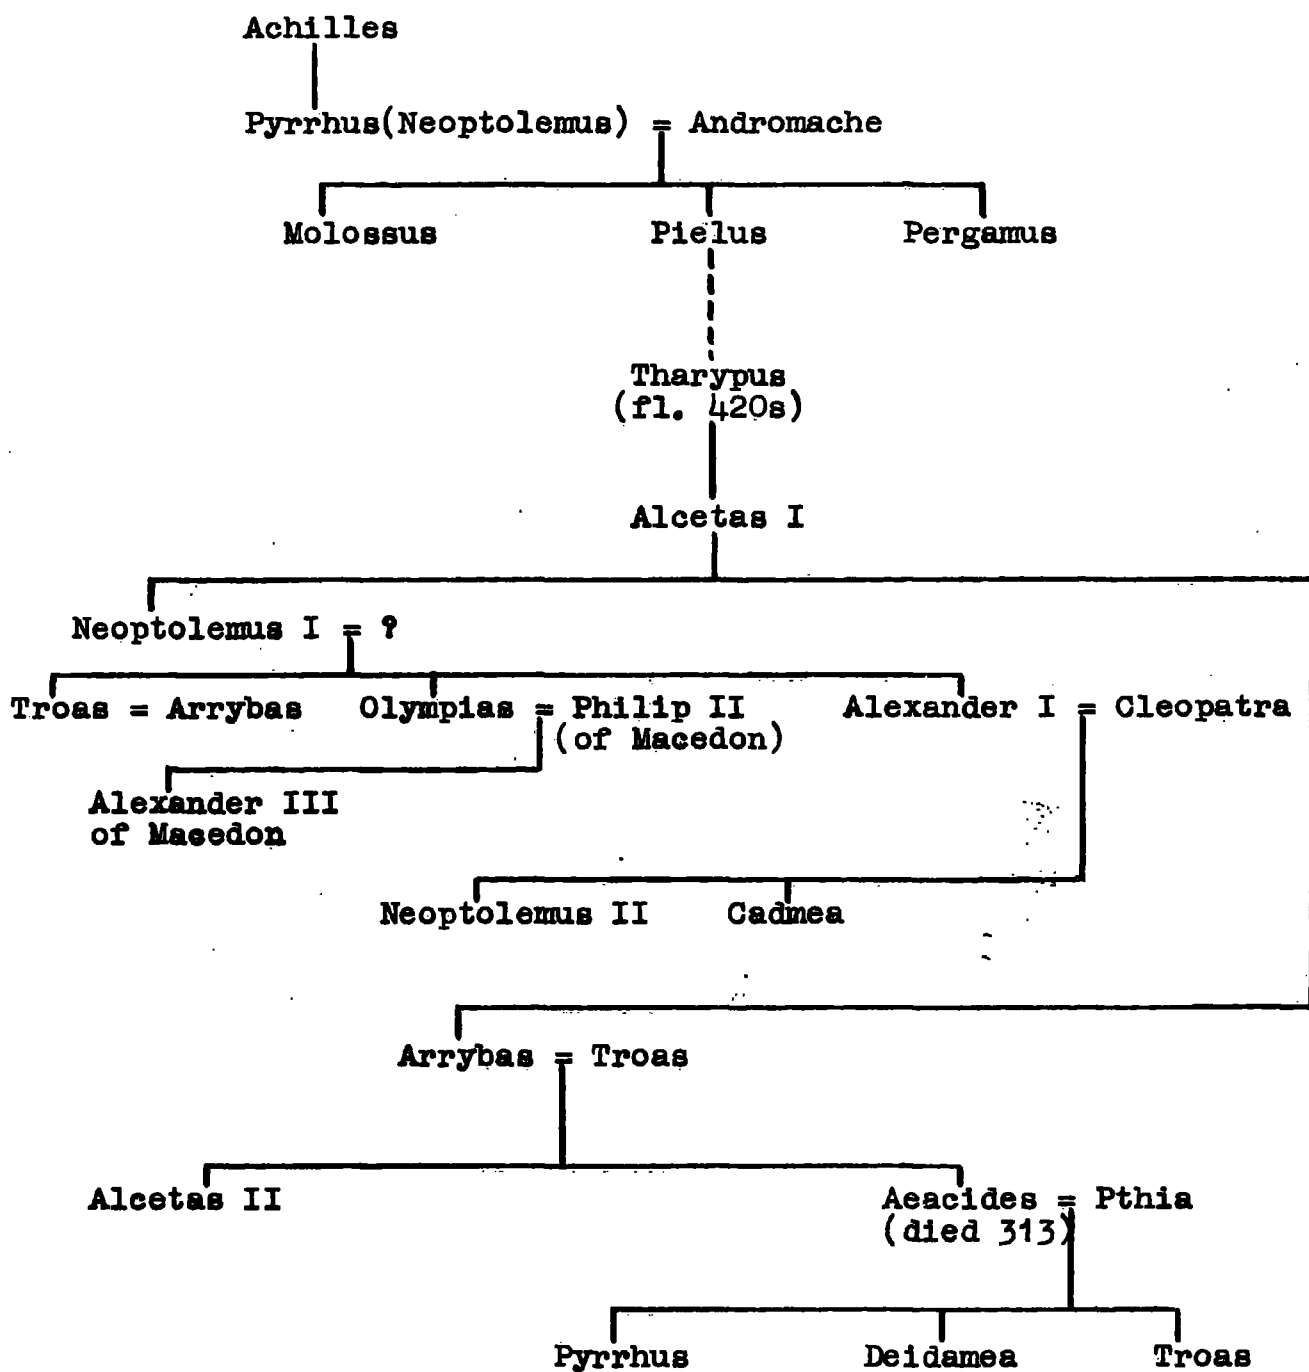 Achilles
Pyrrhus(Neoptolemus) = Andromache
Molossus Pielus Pergamus
Tharypus
(fl. 420s)
Alcetas I
Neoptolemus I = ?
Troas = Arrybas Olympias = Philip II Alexander I = Cleopatra
(of Macedon)
Alexander III
of Macedon
Neoptolemus II Cadmea
Arrybas = Troas
Alcetas II Aeacides = Pthia
(died 313)
Pyrrhus Deidamea Troas